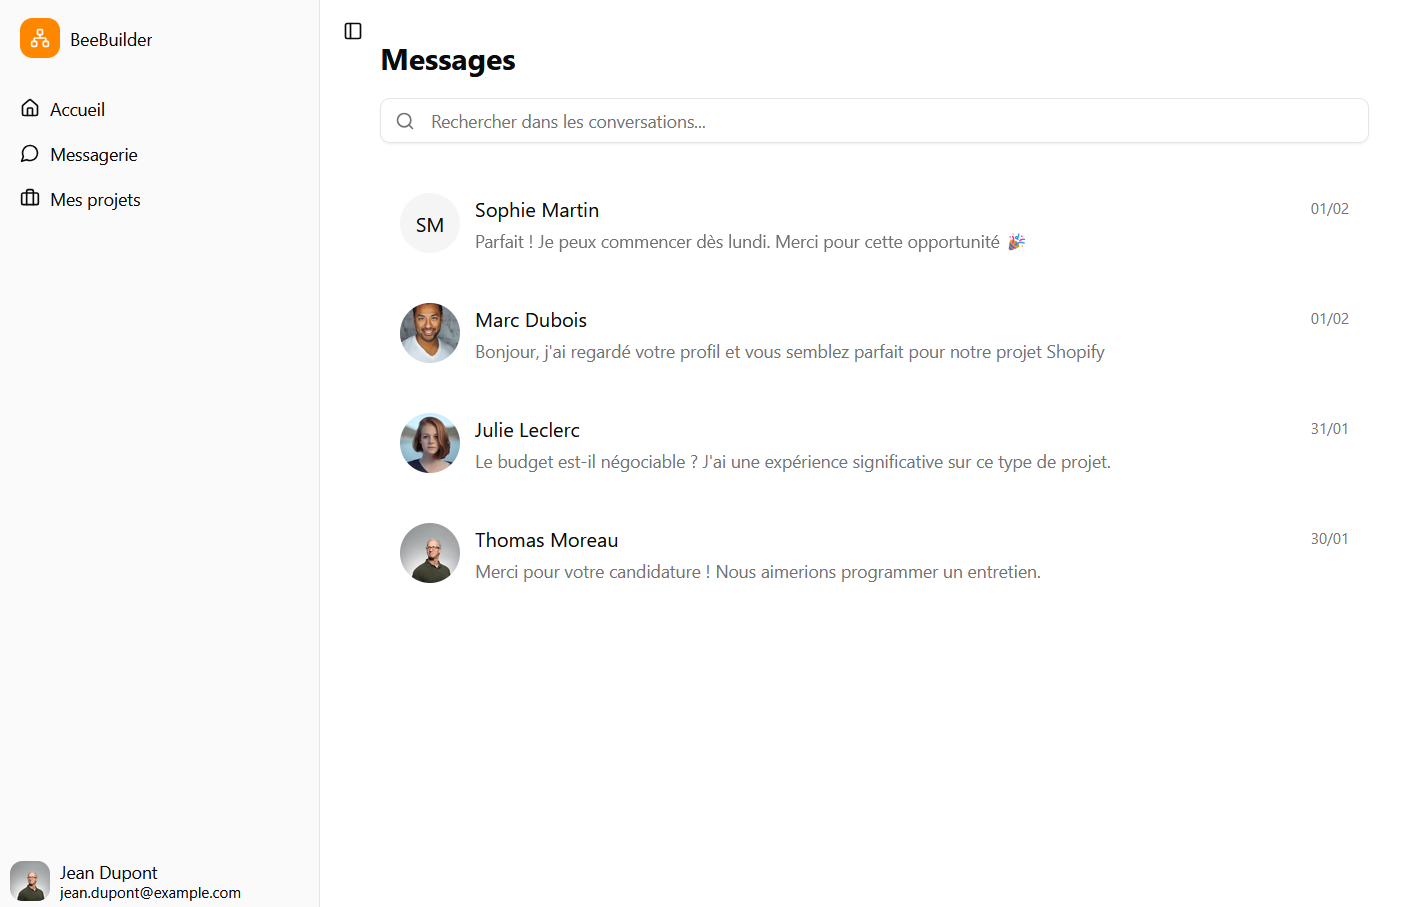 BeeBuilder
Accueil
Messagerie
Mes projets
Messages
Rechercher dans les conversations...
SM
Sophie Martin
01/02
Parfait ! Je peux commencer dès lundi. Merci pour cette opportunité 🎉
Marc Dubois
01/02
Bonjour, j'ai regardé votre profil et vous semblez parfait pour notre projet Shopify
Julie Leclerc
31/01
Le budget est-il négociable ? J'ai une expérience significative sur ce type de projet.
Thomas Moreau
30/01
Merci pour votre candidature ! Nous aimerions programmer un entretien.
Jean Dupont
jean.dupont@example.com